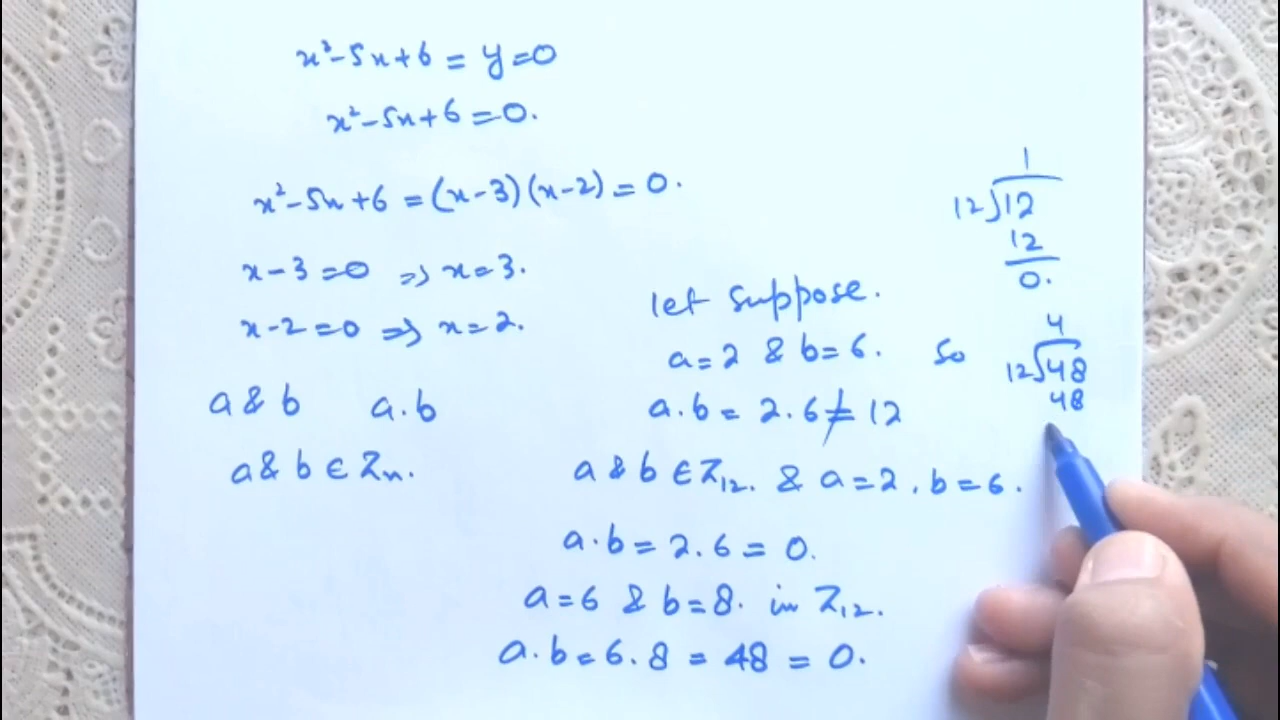 x²-5x+6 = y=0
x²-5x+6=0.
x²-5x+6 = (x-3)(x-2) = 0.
x-3=0 => x=3.
x-2=0 => x=2.
a & b   a.b
a & b ∈ Zₙ.
let suppose.
a=2 & b=6. So
a.b = 2.6 ≠ 12
a & b ∈ Z₁₂. & a=2, b=6.
a.b = 2.6 = 0.
a=6 & b=8. in Z₁₂.
a.b = 6.8 = 48 = 0.
1
12)12
12
0.
4
12)48
48